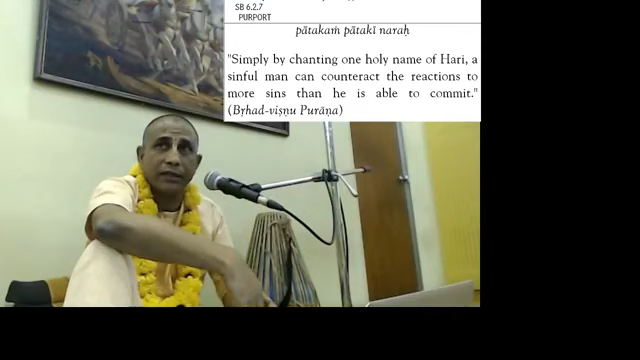 SB 6.2.7
PURPORT
pātakaṁ pātakī naraḥ
"Simply by chanting one holy name of Hari, a
sinful man can counteract the reactions to
more sins than he is able to commit."
(Bṛhad-viṣṇu Purāṇa)